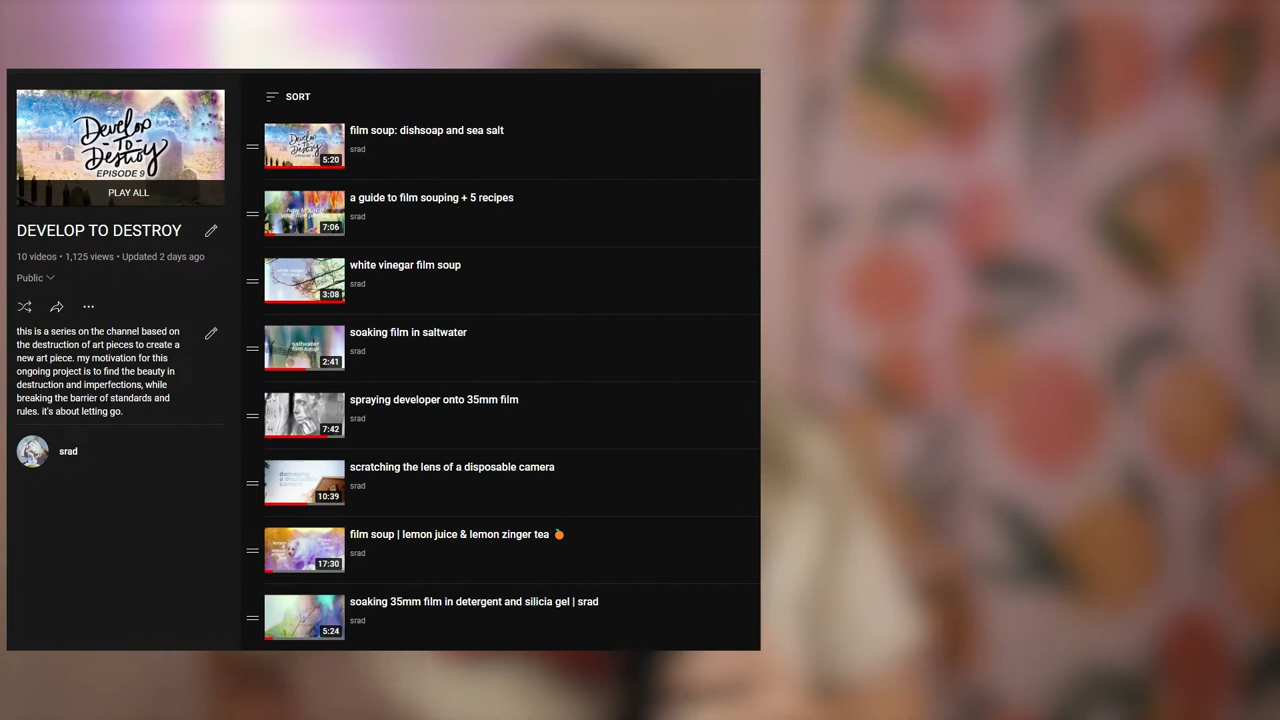 Develop
-TO-
Destroy
EPISODE 9
PLAY ALL
DEVELOP TO DESTROY
10 videos • 1,125 views • Updated 2 days ago
Public
this is a series on the channel based on
the destruction of art pieces to create a
new art piece. my motivation for this
ongoing project is to find the beauty in
destruction and imperfections, while
breaking the barrier of standards and
rules. it's about letting go.
srad
SORT
5:20
film soup: dishsoap and sea salt
srad
7:06
a guide to film souping + 5 recipes
srad
3:08
white vinegar film soup
srad
saltwater
film soup
2:41
soaking film in saltwater
srad
7:42
spraying developer onto 35mm film
srad
10:39
scratching the lens of a disposable camera
srad
17:30
film soup | lemon juice & lemon zinger tea 🍊
srad
5:24
soaking 35mm film in detergent and silicia gel | srad
srad